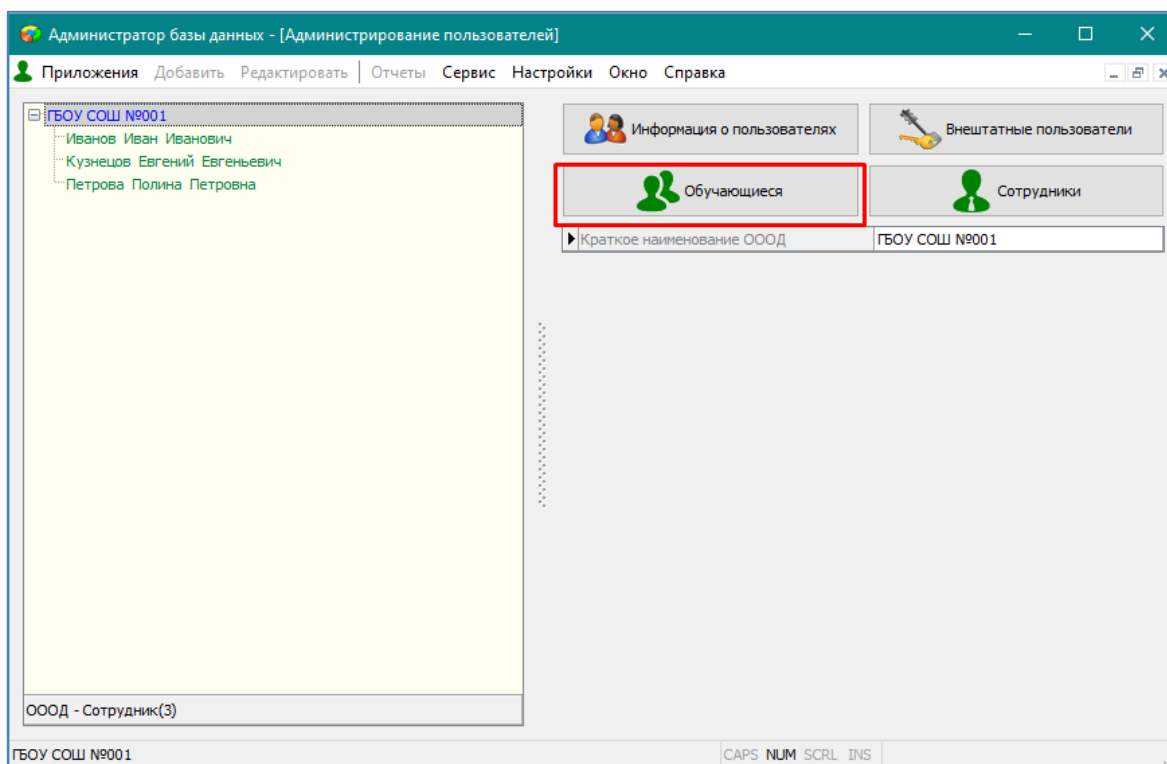 Администратор базы данных - [Администрирование пользователей]
Приложения Добавить Редактировать Отчеты Сервис Настройки Окно Справка
ГБОУ СОШ №001
Иванов Иван Иванович
Кузнецов Евгений Евгеньевич
Петрова Полина Петровна
Информация о пользователях
Внештатные пользователи
Обучающиеся
Сотрудники
Краткое наименование ОООД ГБОУ СОШ №001
ОООД - Сотрудник(3)
ГБОУ СОШ №001 CAPS NUM SCRL INS